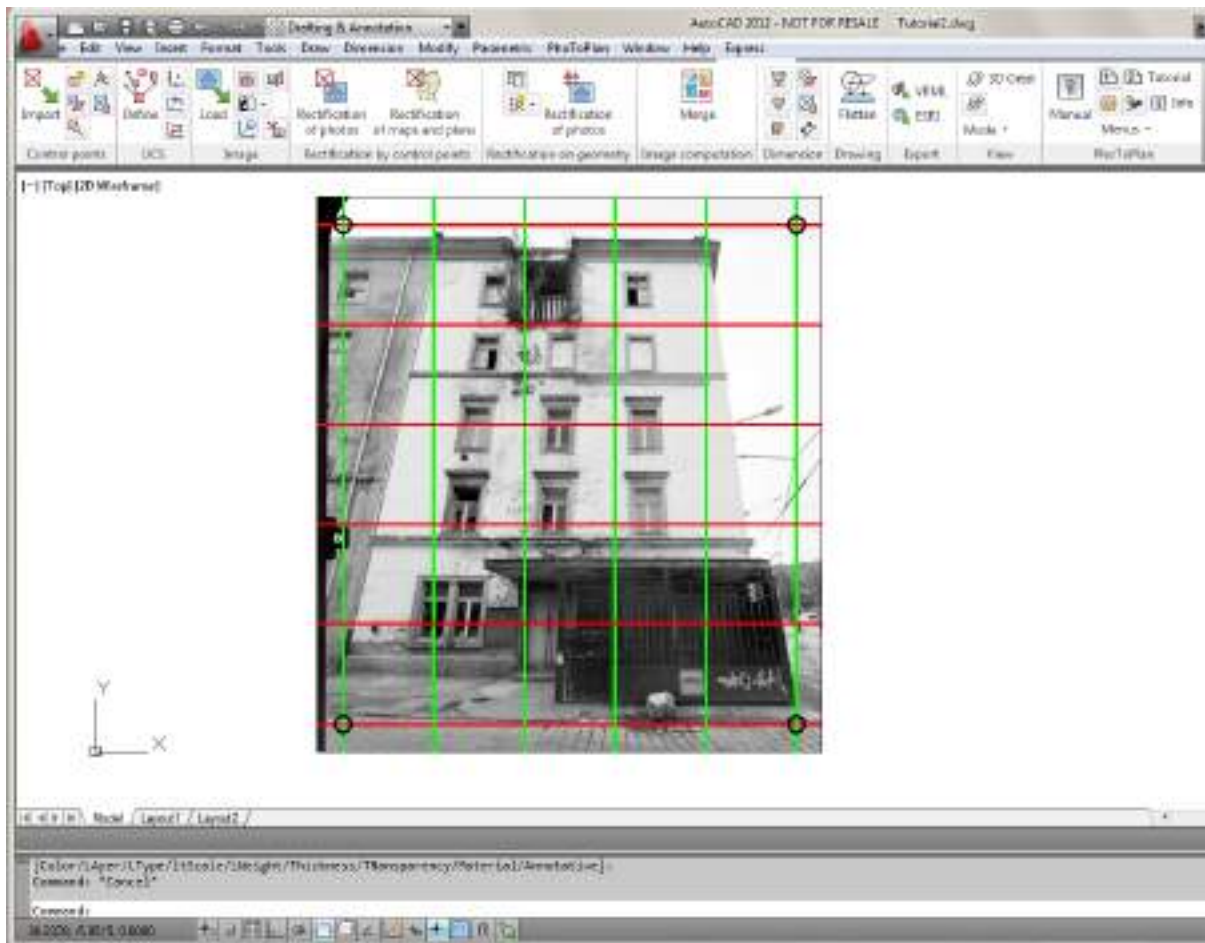 Drafting & Annotation
AutoCAD 2012 - NOT FOR RESALE Tutorial2.dwg
Edit View Insert Format Tools Draw Dimension Modify Parametric PhoToPlan Window Help Express
Import Define Load Rectification of photos Rectification of maps and plans Rectification of photos Merge Flatten VRML 3D Orbit Mode Manual Tutorial Info Menus
Control points UCS Image Rectification by control points Rectification on geometry Image computation Dimension Drawing Export View PhoToPlan
[-] [Top] [2D Wireframe]
Y
X
Model Layout1 Layout2
[Color/LAyer/LType/ltScale/LWeight/Thickness/TRansparency/Material/Annotative]:
Command: *Cancel*
Command: